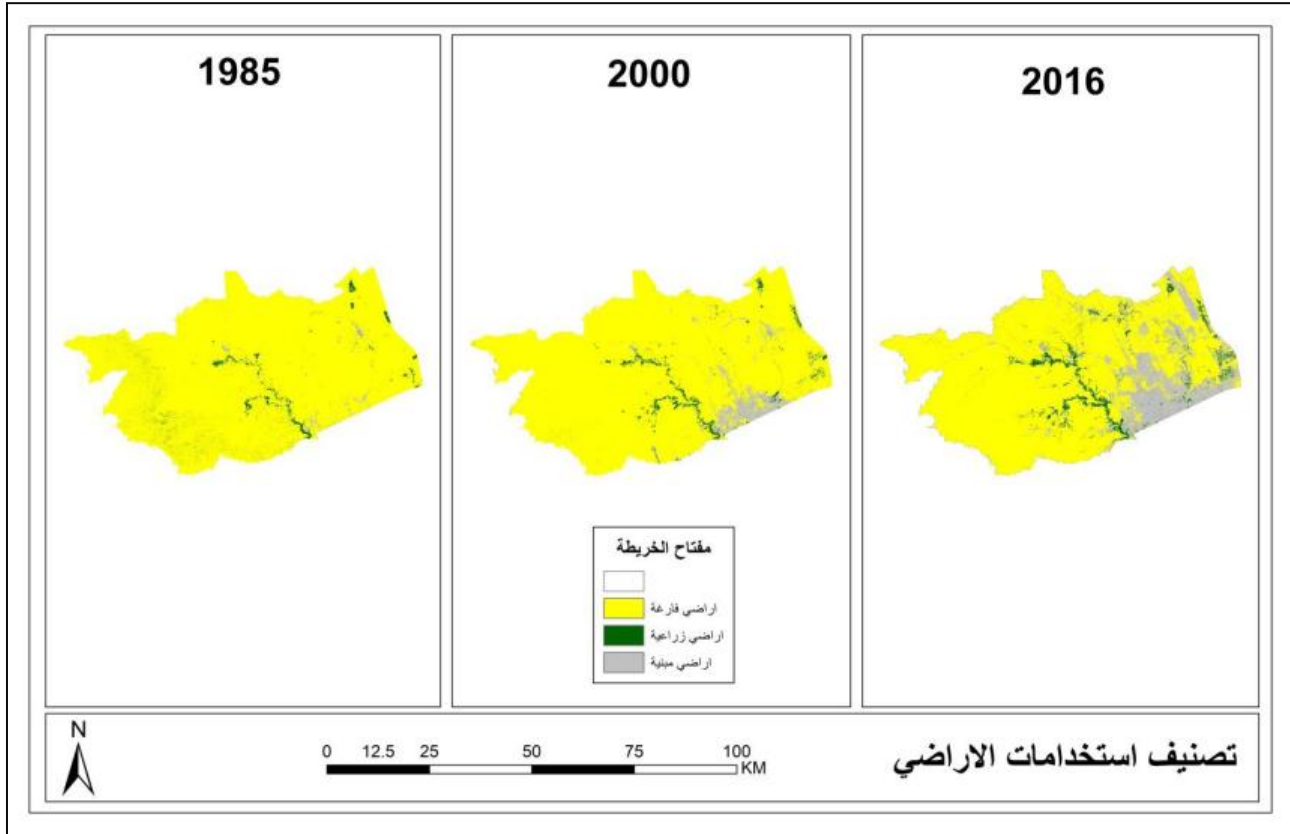 1985
2000
2016
مفتاح الخريطة
اراضي فارغة
اراضي زراعية
اراضي مبنية
N
0 12.5 25 50 75 100
KM
تصنيف استخدامات الاراضي